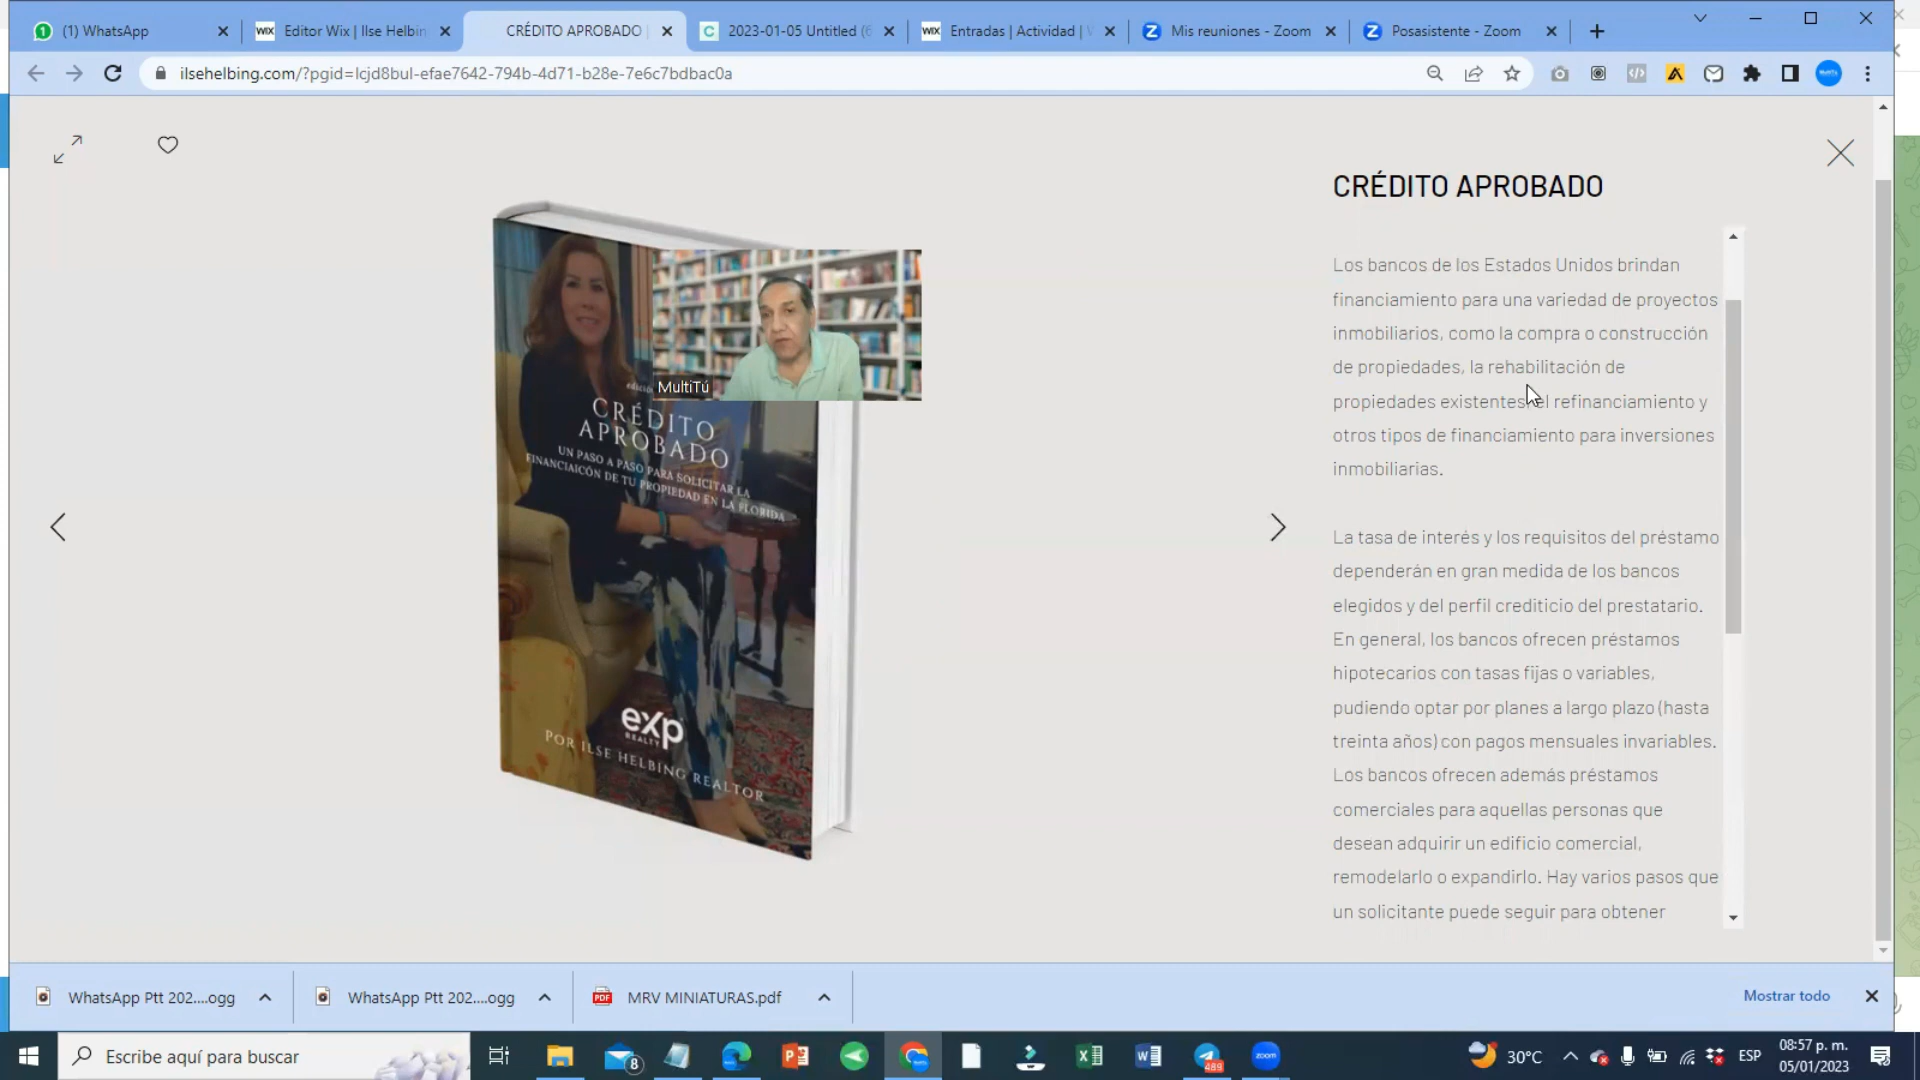 (1) WhatsApp
Editor Wix | Ilse Helbin
CRÉDITO APROBADO |
2023-01-05 Untitled (6
Entradas | Actividad |
Mis reuniones - Zoom
Posasistente - Zoom
ilsehelbing.com/?pgid=lcjd8bul-efae7642-794b-4d71-b28e-7e6c7bdbac0a
CRÉDITO APROBADO
Los bancos de los Estados Unidos brindan
financiamiento para una variedad de proyectos
inmobiliarios, como la compra o construcción
de propiedades, la rehabilitación de
propiedades existentes, el refinanciamiento y
otros tipos de financiamiento para inversiones
inmobiliarias.
La tasa de interés y los requisitos del préstamo
dependerán en gran medida de los bancos
elegidos y del perfil crediticio del prestatario.
En general, los bancos ofrecen préstamos
hipotecarios con tasas fijas o variables,
pudiendo optar por planes a largo plazo (hasta
treinta años) con pagos mensuales invariables.
Los bancos ofrecen además préstamos
comerciales para aquellas personas que
desean adquirir un edificio comercial,
remodelarlo o expandirlo. Hay varios pasos que
un solicitante puede seguir para obtener
MultiTú
CRÉDITO
APROBADO
UN PASO A PASO PARA SOLICITAR LA
FINANCIAICÓN DE TU PROPIEDAD EN LA FLORIDA
exp
REALTY
POR ILSE HELBING REALTOR
WhatsApp Ptt 202....ogg
WhatsApp Ptt 202....ogg
PDF
MRV MINIATURAS.pdf
Mostrar todo
Escribe aquí para buscar
8
489
zoom
30°C
ESP
08:57 p. m.
05/01/2023